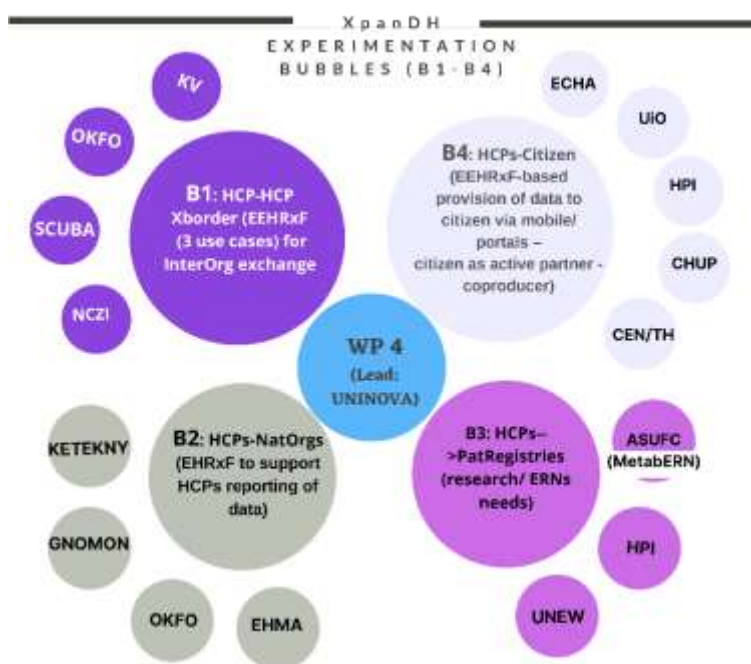 XpanDH
EXPERIMENTATION
BUBBLES (B1-B4)
KV
OKFO
SCUBA
NCZI
B1: HCP-HCP
Xborder (EEHRxF
(3 use cases) for
InterOrg exchange
ECHA
UiO
HPI
CHUP
CEN/TH
B4: HCPs-Citizen
(EEHRxF-based
provision of data to
citizen via mobile/
portals –
citizen as active partner -
coproducer)
WP 4
(Lead:
UNINOVA)
KETEKNY
GNOMON
OKFO
EHMA
B2: HCPs-NatOrgs
(EHRxF to support
HCPs reporting of
data)
B3: HCPs–
>PatRegistries
(research/ ERNs
needs)
ASUFC
(MetabERN)
HPI
UNEW